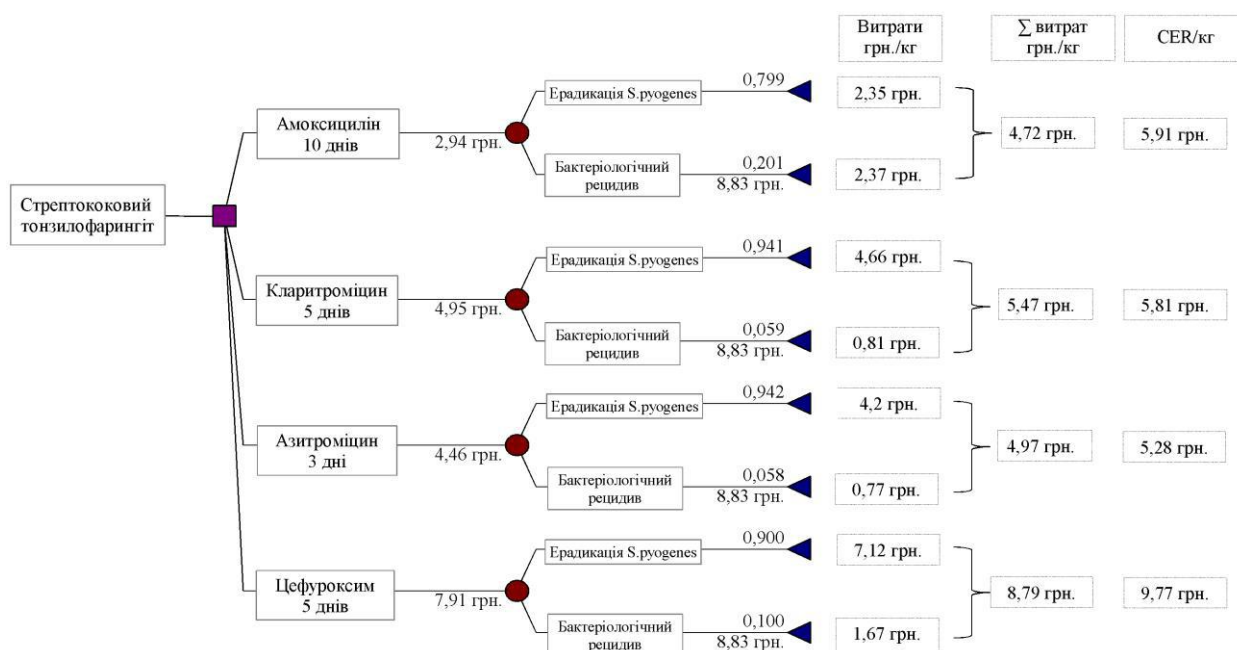 Витрати
грн./кг
∑ витрат
грн./кг
CER/кг
Стрептококовий
тонзилофарингіт
Амоксицилін
10 днів
2,94 грн.
Ерадикація S.pyogenes
0,799
2,35 грн.
Бактеріологічний
рецидив
0,201
8,83 грн.
2,37 грн.
4,72 грн.
5,91 грн.
Кларитроміцин
5 днів
4,95 грн.
Ерадикація S.pyogenes
0,941
4,66 грн.
Бактеріологічний
рецидив
0,059
8,83 грн.
0,81 грн.
5,47 грн.
5,81 грн.
Азитроміцин
3 дні
4,46 грн.
Ерадикація S.pyogenes
0,942
4,2 грн.
Бактеріологічний
рецидив
0,058
8,83 грн.
0,77 грн.
4,97 грн.
5,28 грн.
Цефуроксим
5 днів
7,91 грн.
Ерадикація S.pyogenes
0,900
7,12 грн.
Бактеріологічний
рецидив
0,100
8,83 грн.
1,67 грн.
8,79 грн.
9,77 грн.